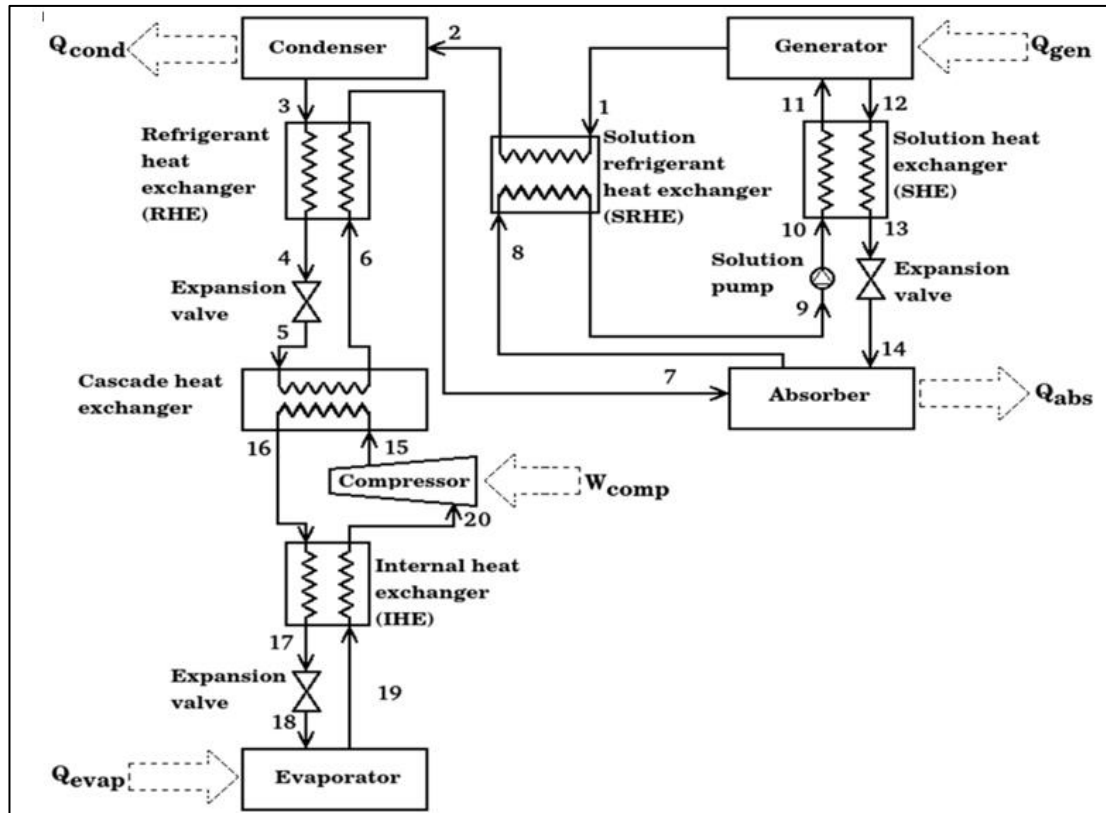 2
Condenser
Generator
Qcond
Qgen
3
1
11
12
Refrigerant
heat
exchanger
(RHE)
Solution
refrigerant
heat exchanger
(SRHE)
Solution heat
exchanger
(SHE)
4
6
8
10
13
Expansion
valve
Solution
pump
Expansion
valve
5
9
14
Cascade heat
exchanger
7
Absorber
Qabs
16
15
Compressor
Wcomp
20
Internal heat
exchanger
(IHE)
17
Expansion
valve
19
18
Qevap
Evaporator